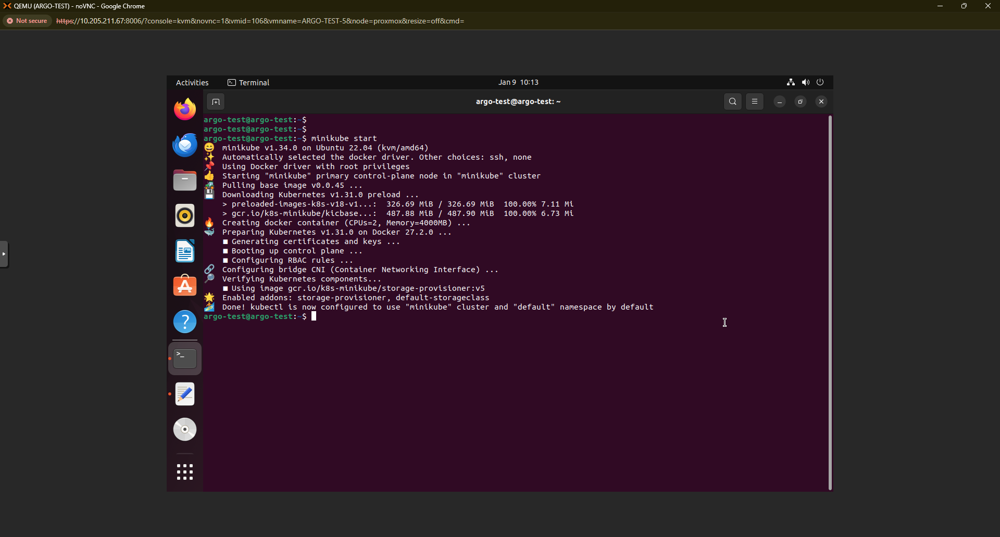 QEMU (ARGO-TEST) - noVNC - Google Chrome
Not secure https://10.205.211.67:8006/?console=kvm&novnc=1&vmid=106&vmname=ARGO-TEST-5&node=proxmox&resize=off&cmd=
Activities Terminal Jan 9 10:13
argo-test@argo-test: ~
argo-test@argo-test:~$
argo-test@argo-test:~$
argo-test@argo-test:~$ minikube start
😄 minikube v1.34.0 on Ubuntu 22.04 (kvm/amd64)
✨ Automatically selected the docker driver. Other choices: ssh, none
📌 Using Docker driver with root privileges
👍 Starting "minikube" primary control-plane node in "minikube" cluster
🚜 Pulling base image v0.0.45 ...
💾 Downloading Kubernetes v1.31.0 preload ...
> preloaded-images-k8s-v18-v1...: 326.69 MiB / 326.69 MiB 100.00% 7.11 Mi
> gcr.io/k8s-minikube/kicbase...: 487.88 MiB / 487.90 MiB 100.00% 6.73 Mi
🔥 Creating docker container (CPUs=2, Memory=4000MB) ...
🐳 Preparing Kubernetes v1.31.0 on Docker 27.2.0 ...
■ Generating certificates and keys ...
■ Booting up control plane ...
■ Configuring RBAC rules ...
🔗 Configuring bridge CNI (Container Networking Interface) ...
🔎 Verifying Kubernetes components...
■ Using image gcr.io/k8s-minikube/storage-provisioner:v5
🌟 Enabled addons: storage-provisioner, default-storageclass
🏄 Done! kubectl is now configured to use "minikube" cluster and "default" namespace by default
argo-test@argo-test:~$